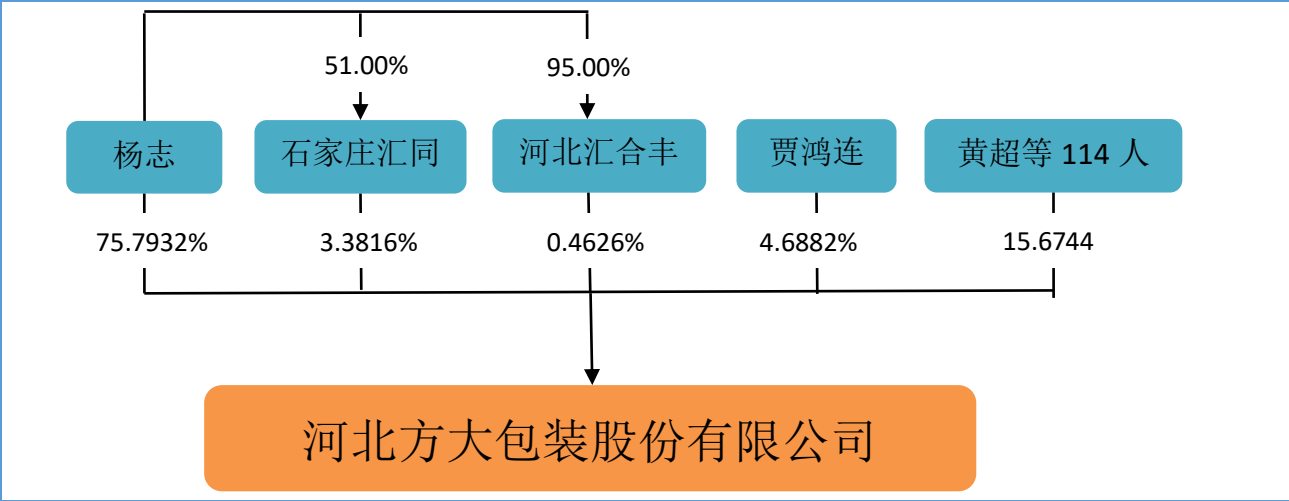 51.00%
95.00%
杨志
石家庄汇同
河北汇合丰
贾鸿连
黄超等 114 人
75.7932%
3.3816%
0.4626%
4.6882%
15.6744
河北方大包装股份有限公司